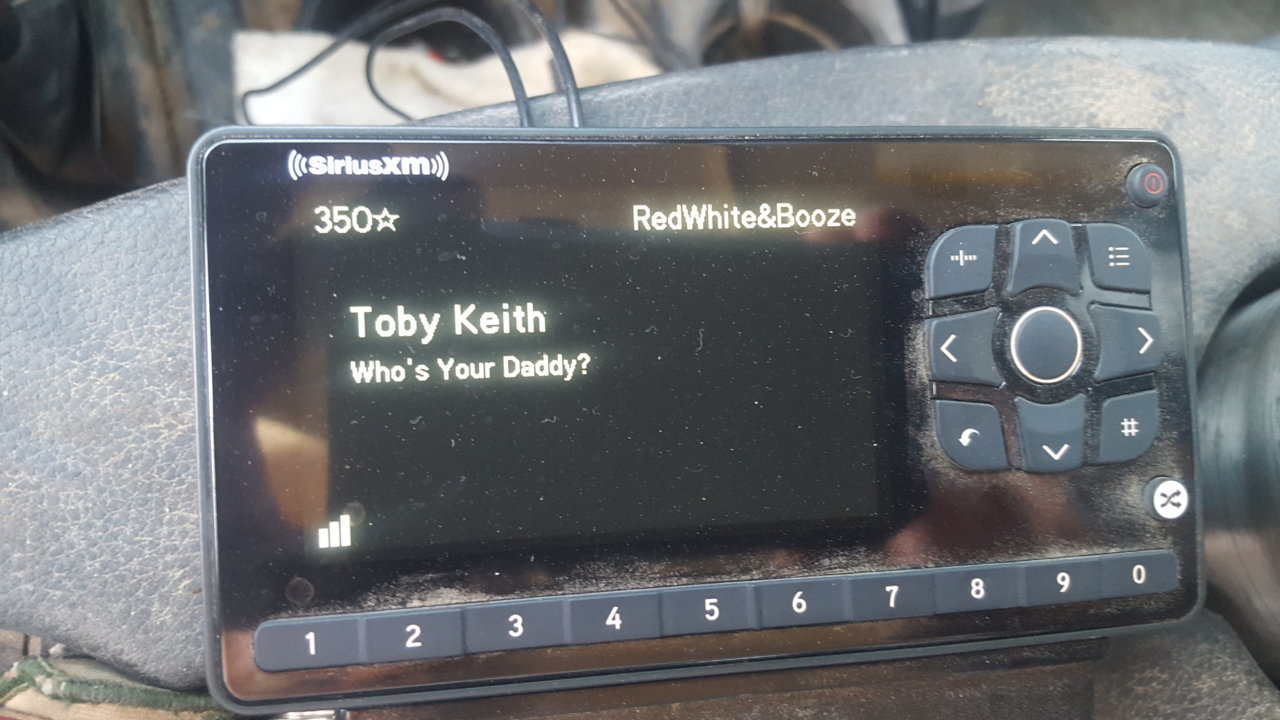 ((SiriusXM))
350☆
RedWhite&Booze
Toby Keith
Who's Your Daddy?
#
1 2 3 4 5 6 7 8 9 0